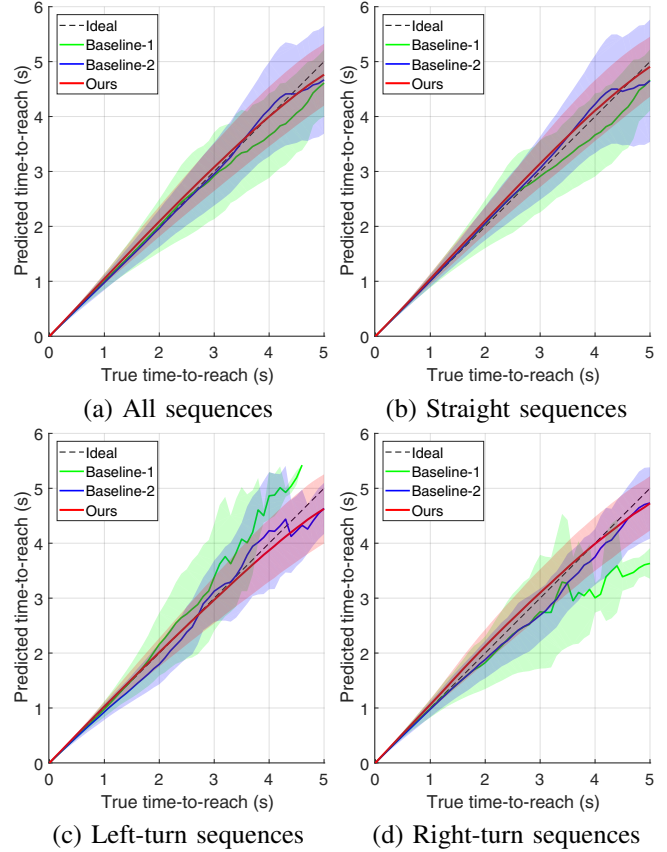 6
5
4
3
2
1
0
Predicted time-to-reach (s)
Ideal
Baseline-1
Baseline-2
Ours
0 1 2 3 4 5
True time-to-reach (s)
(a) All sequences
6
5
4
3
2
1
0
Predicted time-to-reach (s)
Ideal
Baseline-1
Baseline-2
Ours
0 1 2 3 4 5
True time-to-reach (s)
(b) Straight sequences
6
5
4
3
2
1
0
Predicted time-to-reach (s)
Ideal
Baseline-1
Baseline-2
Ours
0 1 2 3 4 5
True time-to-reach (s)
(c) Left-turn sequences
6
5
4
3
2
1
0
Predicted time-to-reach (s)
Ideal
Baseline-1
Baseline-2
Ours
0 1 2 3 4 5
True time-to-reach (s)
(d) Right-turn sequences